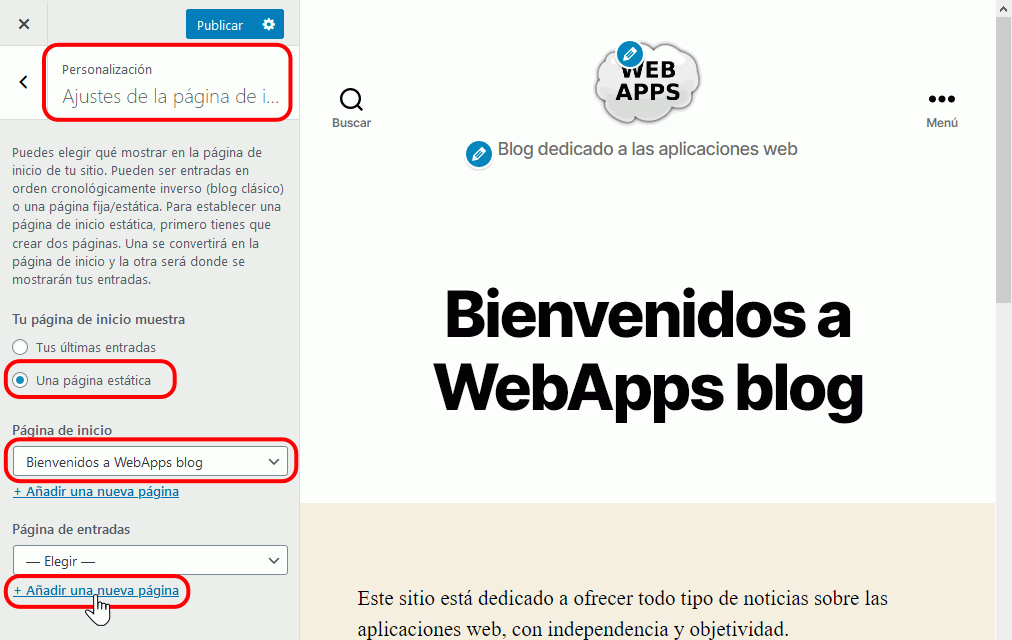 Publicar
Personalización
Ajustes de la página de i...
Puedes elegir qué mostrar en la página de
inicio de tu sitio. Pueden ser entradas en
orden cronológicamente inverso (blog clásico)
o una página fija/estática. Para establecer una
página de inicio estática, primero tienes que
crear dos páginas. Una se convertirá en la
página de inicio y la otra será donde se
mostrarán tus entradas.
Tu página de inicio muestra
Tus últimas entradas
Una página estática
Página de inicio
Bienvenidos a WebApps blog
+ Añadir una nueva página
Página de entradas
— Elegir —
+ Añadir una nueva página
Buscar
WEB
APPS
Menú
Blog dedicado a las aplicaciones web
Bienvenidos a
WebApps blog
Este sitio está dedicado a ofrecer todo tipo de noticias sobre las
aplicaciones web, con independencia y objetividad.